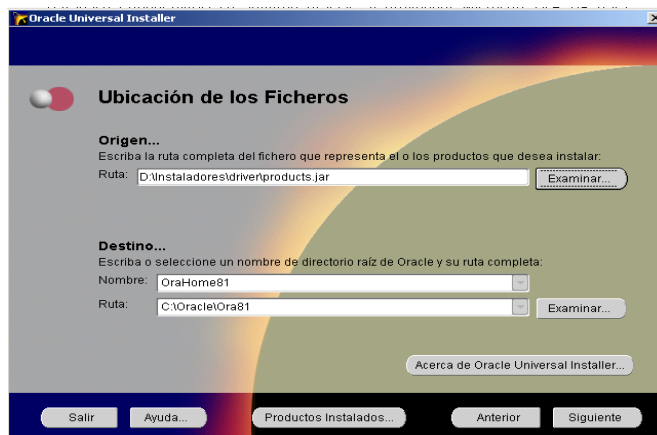 Oracle Universal Installer
Ubicación de los Ficheros
Origen...
Escriba la ruta completa del fichero que representa el o los productos que desea instalar:
Ruta: D:\Instaladores\driver\products.jar Examinar...
Destino...
Escriba o seleccione un nombre de directorio raíz de Oracle y su ruta completa:
Nombre: OraHome81
Ruta: C:\Oracle\Ora81 Examinar...
Acerca de Oracle Universal Installer...
Salir Ayuda... Productos Instalados... Anterior Siguiente